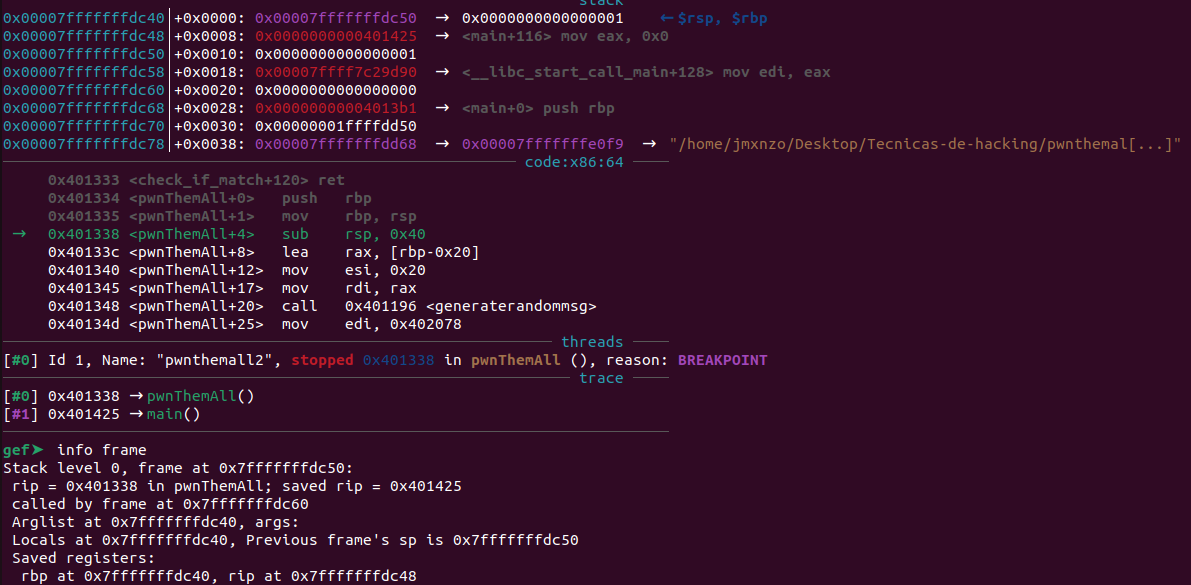 stack
0x00007fffffffdc40│+0x0000: 0x00007fffffffdc50  →  0x0000000000000001    ← $rsp, $rbp
0x00007fffffffdc48│+0x0008: 0x0000000000401425  →  <main+116> mov eax, 0x0
0x00007fffffffdc50│+0x0010: 0x0000000000000001
0x00007fffffffdc58│+0x0018: 0x00007ffff7c29d90  →  <__libc_start_call_main+128> mov edi, eax
0x00007fffffffdc60│+0x0020: 0x0000000000000000
0x00007fffffffdc68│+0x0028: 0x00000000004013b1  →  <main+0> push rbp
0x00007fffffffdc70│+0x0030: 0x00000001ffffdd50
0x00007fffffffdc78│+0x0038: 0x00007fffffffdd68  →  0x00007fffffffe0f9  →  "/home/jmxnzo/Desktop/Tecnicas-de-hacking/pwnthemal[...]"
code:x86:64
0x401333 <check_if_match+120> ret
0x401334 <pwnThemAll+0>   push   rbp
0x401335 <pwnThemAll+1>   mov    rbp, rsp
→  0x401338 <pwnThemAll+4>   sub    rsp, 0x40
0x40133c <pwnThemAll+8>   lea    rax, [rbp-0x20]
0x401340 <pwnThemAll+12>  mov    esi, 0x20
0x401345 <pwnThemAll+17>  mov    rdi, rax
0x401348 <pwnThemAll+20>  call   0x401196 <generaterandommsg>
0x40134d <pwnThemAll+25>  mov    edi, 0x402078
threads
[#0] Id 1, Name: "pwnthemall2", stopped 0x401338 in pwnThemAll (), reason: BREAKPOINT
trace
[#0] 0x401338 → pwnThemAll()
[#1] 0x401425 → main()
gef➤  info frame
Stack level 0, frame at 0x7fffffffdc50:
rip = 0x401338 in pwnThemAll; saved rip = 0x401425
called by frame at 0x7fffffffdc60
Arglist at 0x7fffffffdc40, args:
Locals at 0x7fffffffdc40, Previous frame's sp is 0x7fffffffdc50
Saved registers:
rbp at 0x7fffffffdc40, rip at 0x7fffffffdc48